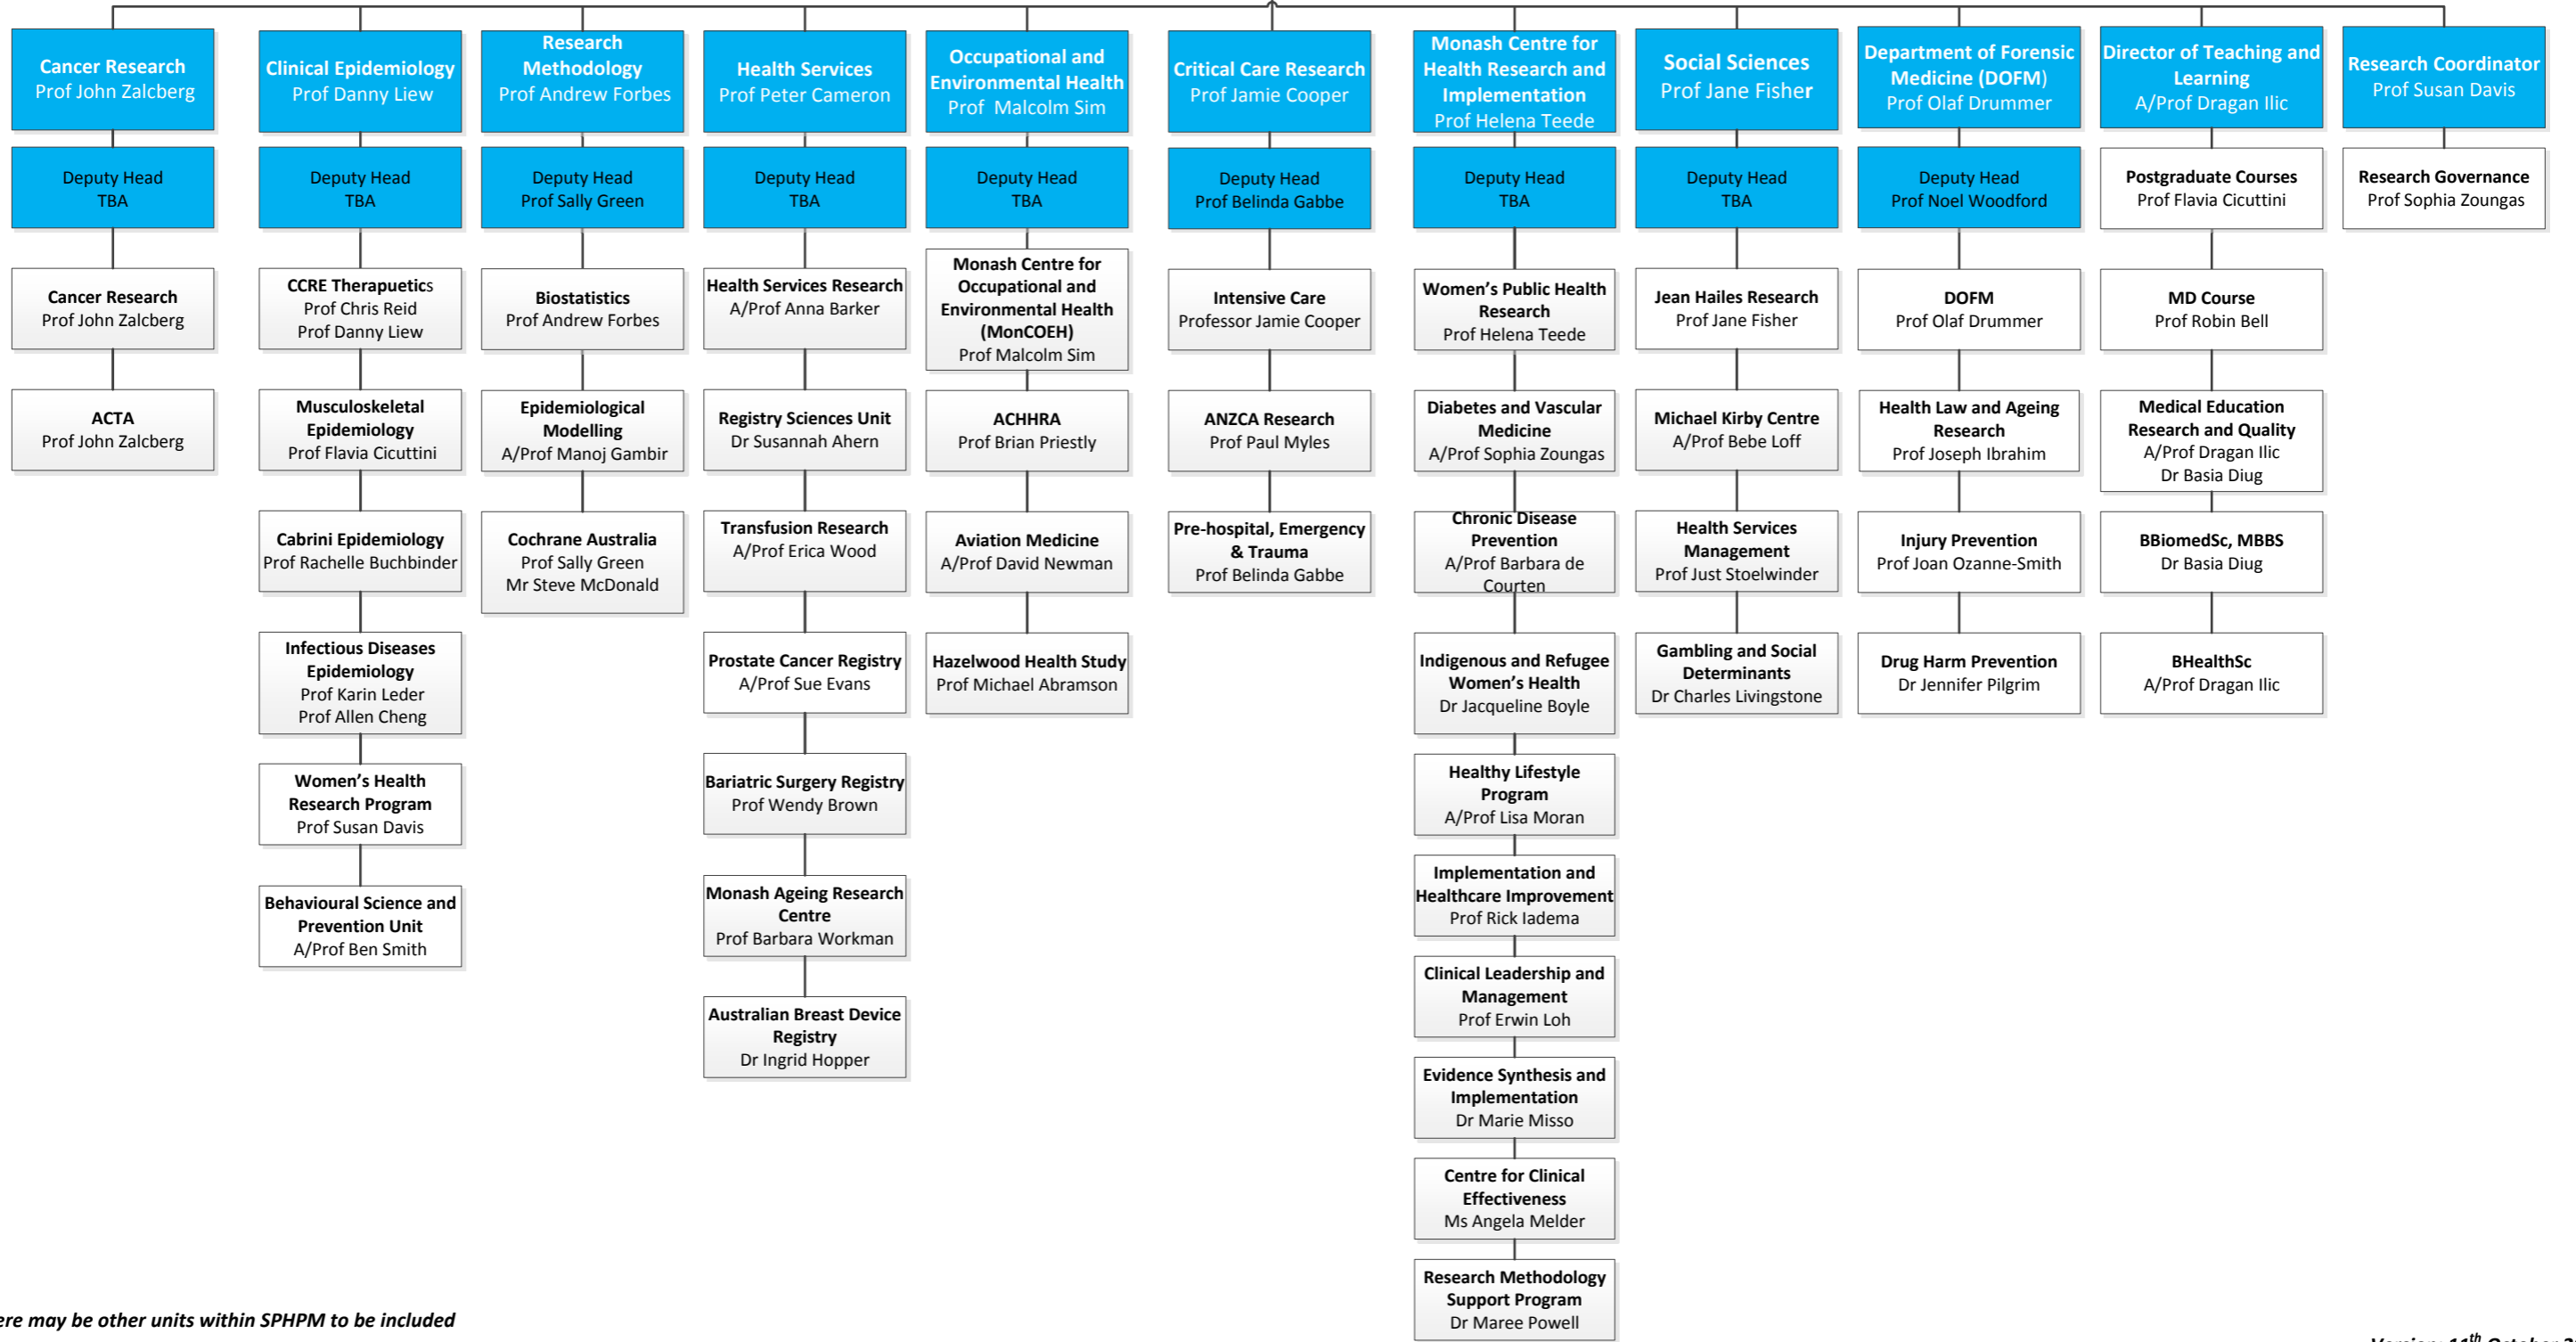 Cancer Research
Prof John Zalcberg
Deputy Head
TBA
Cancer Research
Prof John Zalcberg
ACTA
Prof John Zalcberg
Clinical Epidemiology
Prof Danny Liew
Deputy Head
TBA
CCRE Therapuetics
Prof Chris Reid
Prof Danny Liew
Musculoskeletal
Epidemiology
Prof Flavia Cicuttini
Cabrini Epidemiology
Prof Rachelle Buchbinder
Infectious Diseases
Epidemiology
Prof Karin Leder
Prof Allen Cheng
Women's Health
Research Program
Prof Susan Davis
Behavioural Science and
Prevention Unit
A/Prof Ben Smith
Research
Methodology
Prof Andrew Forbes
Deputy Head
Prof Sally Green
Biostatistics
Prof Andrew Forbes
Epidemiological
Modelling
A/Prof Manoj Gambir
Cochrane Australia
Prof Sally Green
Mr Steve McDonald
Health Services
Prof Peter Cameron
Deputy Head
TBA
Health Services Research
A/Prof Anna Barker
Registry Sciences Unit
Dr Susannah Ahern
Transfusion Research
A/Prof Erica Wood
Prostate Cancer Registry
A/Prof Sue Evans
Bariatric Surgery Registry
Prof Wendy Brown
Monash Ageing Research
Centre
Prof Barbara Workman
Australian Breast Device
Registry
Dr Ingrid Hopper
Occupational and
Environmental Health
Prof Malcolm Sim
Deputy Head
TBA
Monash Centre for
Occupational and
Environmental Health
(MonCOEH)
Prof Malcolm Sim
ACHHRA
Prof Brian Priestly
Aviation Medicine
A/Prof David Newman
Hazelwood Health Study
Prof Michael Abramson
Critical Care Research
Prof Jamie Cooper
Deputy Head
Prof Belinda Gabbe
Intensive Care
Professor Jamie Cooper
ANZCA Research
Prof Paul Myles
Pre-hospital, Emergency
& Trauma
Prof Belinda Gabbe
Monash Centre for
Health Research and
Implementation
Prof Helena Teede
Deputy Head
TBA
Women's Public Health
Research
Prof Helena Teede
Diabetes and Vascular
Medicine
A/Prof Sophia Zoungas
Chronic Disease
Prevention
A/Prof Barbara de
Courten
Indigenous and Refugee
Women's Health
Dr Jacqueline Boyle
Healthy Lifestyle
Program
A/Prof Lisa Moran
Implementation and
Healthcare Improvement
Prof Rick Iadema
Clinical Leadership and
Management
Prof Erwin Loh
Evidence Synthesis and
Implementation
Dr Marie Misso
Centre for Clinical
Effectiveness
Ms Angela Melder
Research Methodology
Support Program
Dr Maree Powell
Social Sciences
Prof Jane Fisher
Deputy Head
TBA
Jean Hailes Research
Prof Jane Fisher
Michael Kirby Centre
A/Prof Bebe Loff
Health Services
Management
Prof Just Stoelwinder
Gambling and Social
Determinants
Dr Charles Livingstone
Department of Forensic
Medicine (DOFM)
Prof Olaf Drummer
Deputy Head
Prof Noel Woodford
DOFM
Prof Olaf Drummer
Health Law and Ageing
Research
Prof Joseph Ibrahim
Injury Prevention
Prof Joan Ozanne-Smith
Drug Harm Prevention
Dr Jennifer Pilgrim
Director of Teaching and
Learning
A/Prof Dragan Ilic
Postgraduate Courses
Prof Flavia Cicuttini
MD Course
Prof Robin Bell
Medical Education
Research and Quality
A/Prof Dragan Ilic
Dr Basia Diug
BBiomedSc, MBBS
Dr Basia Diug
BHealthSc
A/Prof Dragan Ilic
Research Coordinator
Prof Susan Davis
Research Governance
Prof Sophia Zoungas
ere may be other units within SPHPM to be included
Version: 11th October 2